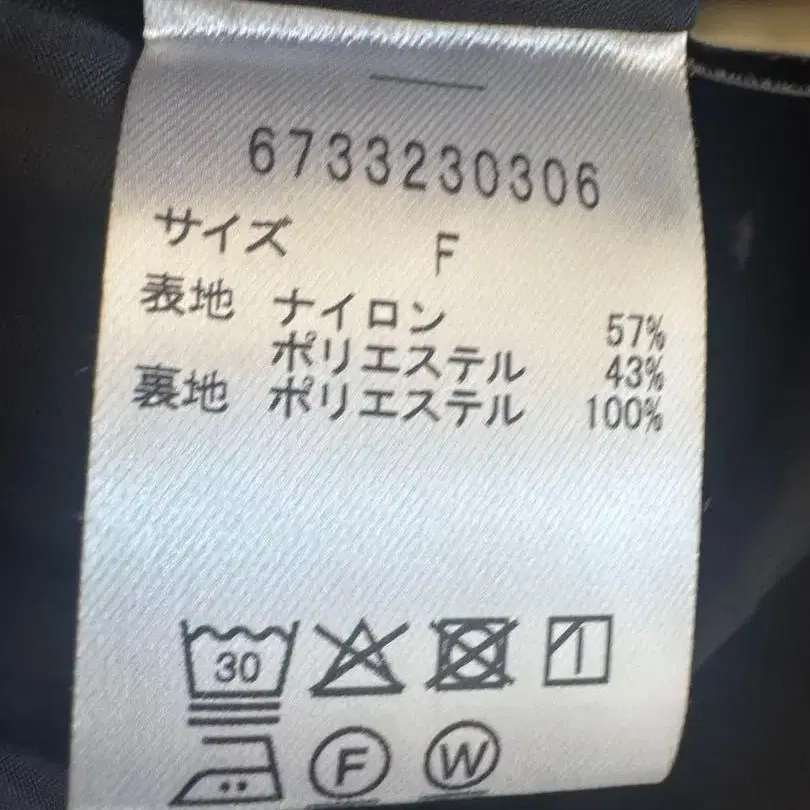 6733230306
サイズ F
表地 ナイロン 57%
ポリエステル 43%
裏地 ポリエステル 100%
30
F W